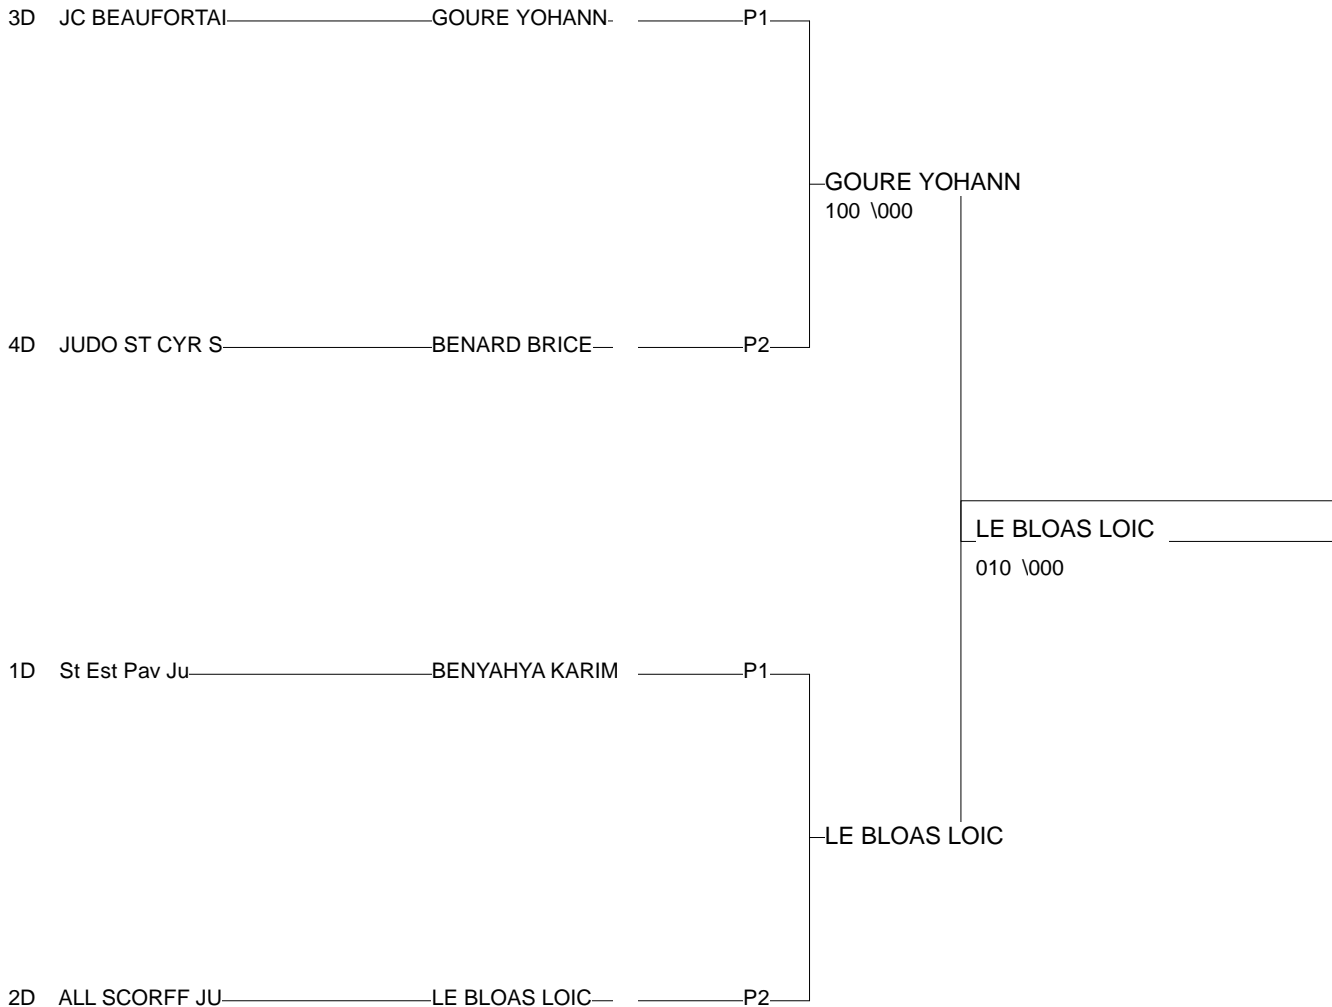 3D JC BEAUFORTAI GOURE YOHANN P1
GOURE YOHANN
100 \000
4D JUDO ST CYR S BENARD BRICE P2
LE BLOAS LOIC
010 \000
1D St Est Pav Ju BENYAHYA KARIM P1
LE BLOAS LOIC
2D ALL SCORFF JU LE BLOAS LOIC P2